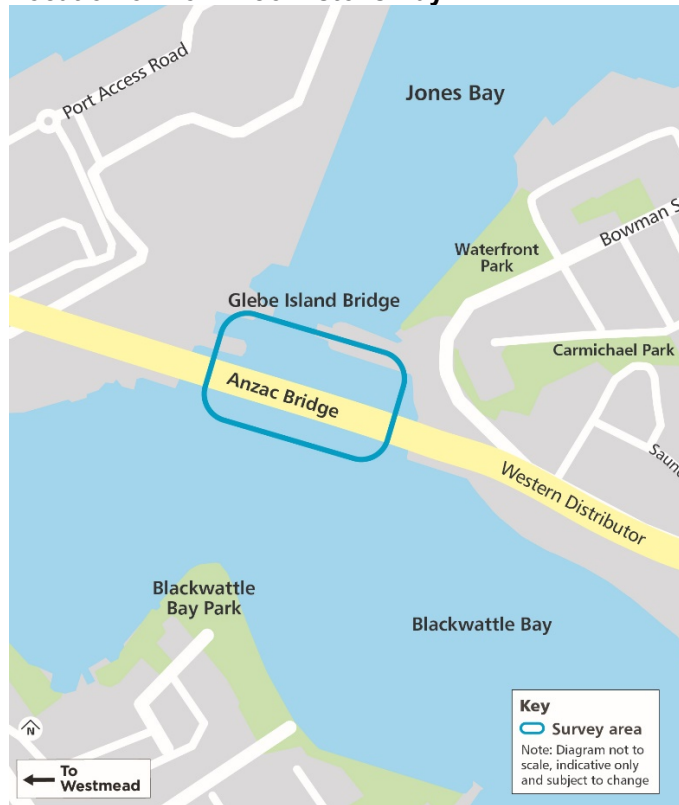 Port Access Road
Jones Bay
Waterfront
Park
Glebe Island Bridge
Carmichael Park
Anzac Bridge
Western Distributor
Blackwattle
Bay Park
Blackwattle Bay
N
To
Westmead
Key
Survey area
Note: Diagram not to
scale, indicative only
and subject to change